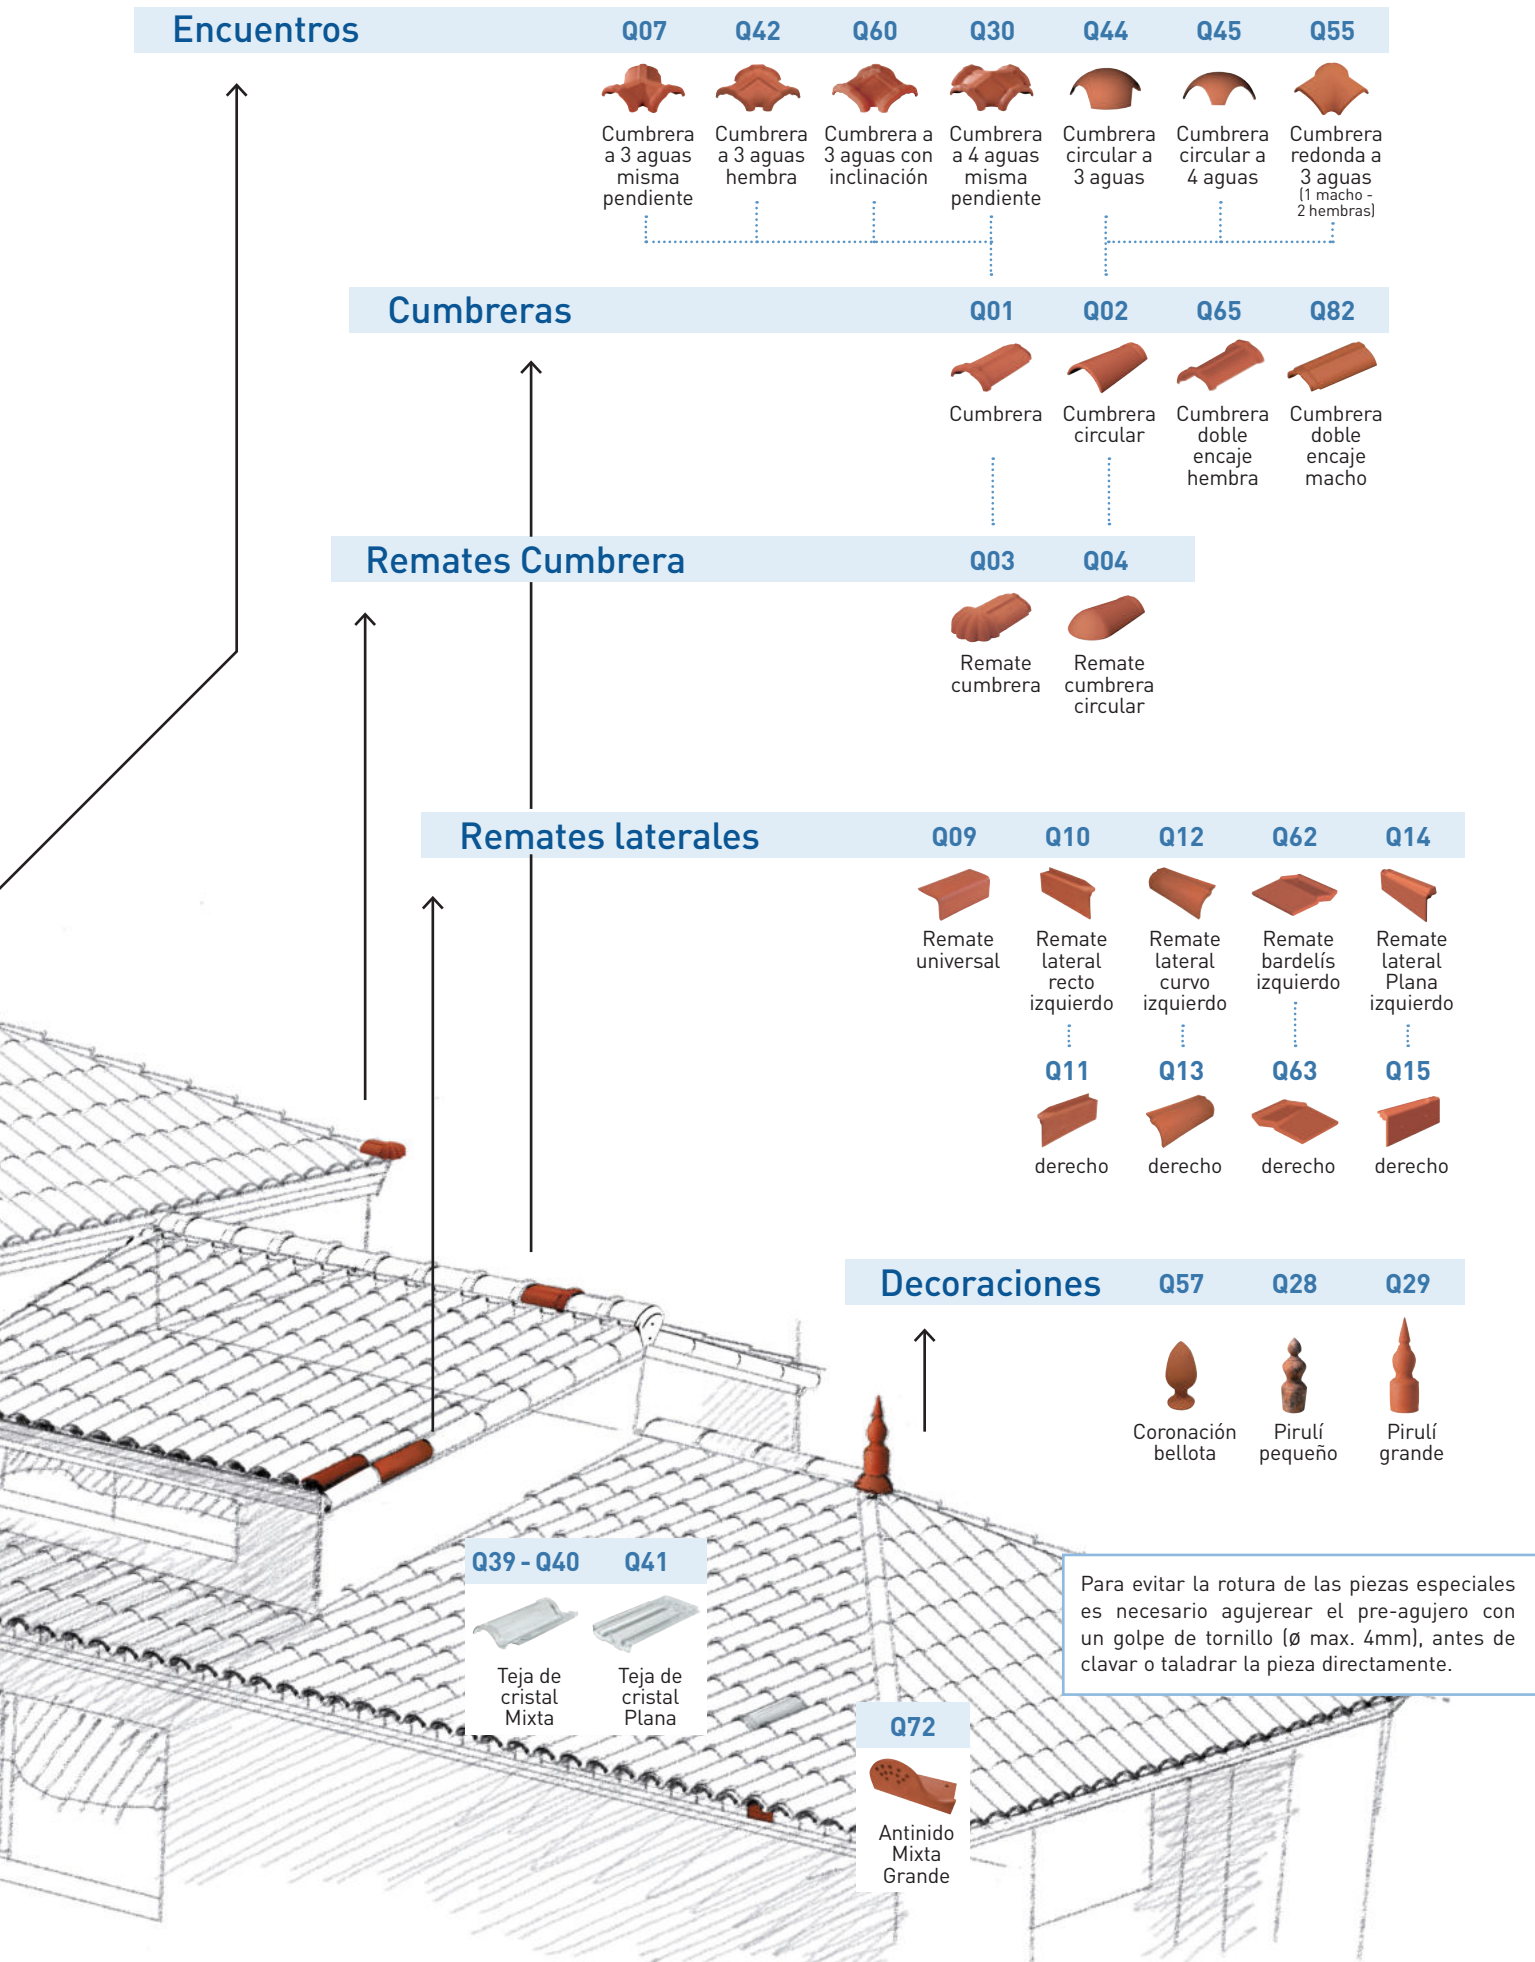 Encuentros Q07 Q42 Q60 Q30 Q44 Q45 Q55
Cumbrera
a 3 aguas
misma
pendiente
Cumbrera
a 3 aguas
hembra
Cumbrera a
3 aguas con
inclinación
Cumbrera
a 4 aguas
misma
pendiente
Cumbrera
circular a
3 aguas
Cumbrera
circular a
4 aguas
Cumbrera
redonda a
3 aguas
(1 macho -
2 hembras)
Cumbreras Q01 Q02 Q65 Q82
Cumbrera
Cumbrera
circular
Cumbrera
doble
encaje
hembra
Cumbrera
doble
encaje
macho
Remates Cumbrera Q03 Q04
Remate
cumbrera
Remate
cumbrera
circular
Remates laterales Q09 Q10 Q12 Q62 Q14
Remate
universal
Remate
lateral
recto
izquierdo
Remate
lateral
curvo
izquierdo
Remate
bardelís
izquierdo
Remate
lateral
Plana
izquierdo
Q11 Q13 Q63 Q15
derecho derecho derecho derecho
Decoraciones Q57 Q28 Q29
Coronación
bellota
Pirulí
pequeño
Pirulí
grande
Q39 - Q40 Q41
Teja de
cristal
Mixta
Teja de
cristal
Plana
Para evitar la rotura de las piezas especiales
es necesario agujerear el pre-agujero con
un golpe de tornillo (ø max. 4mm), antes de
clavar o taladrar la pieza directamente.
Q72
Antinido
Mixta
Grande